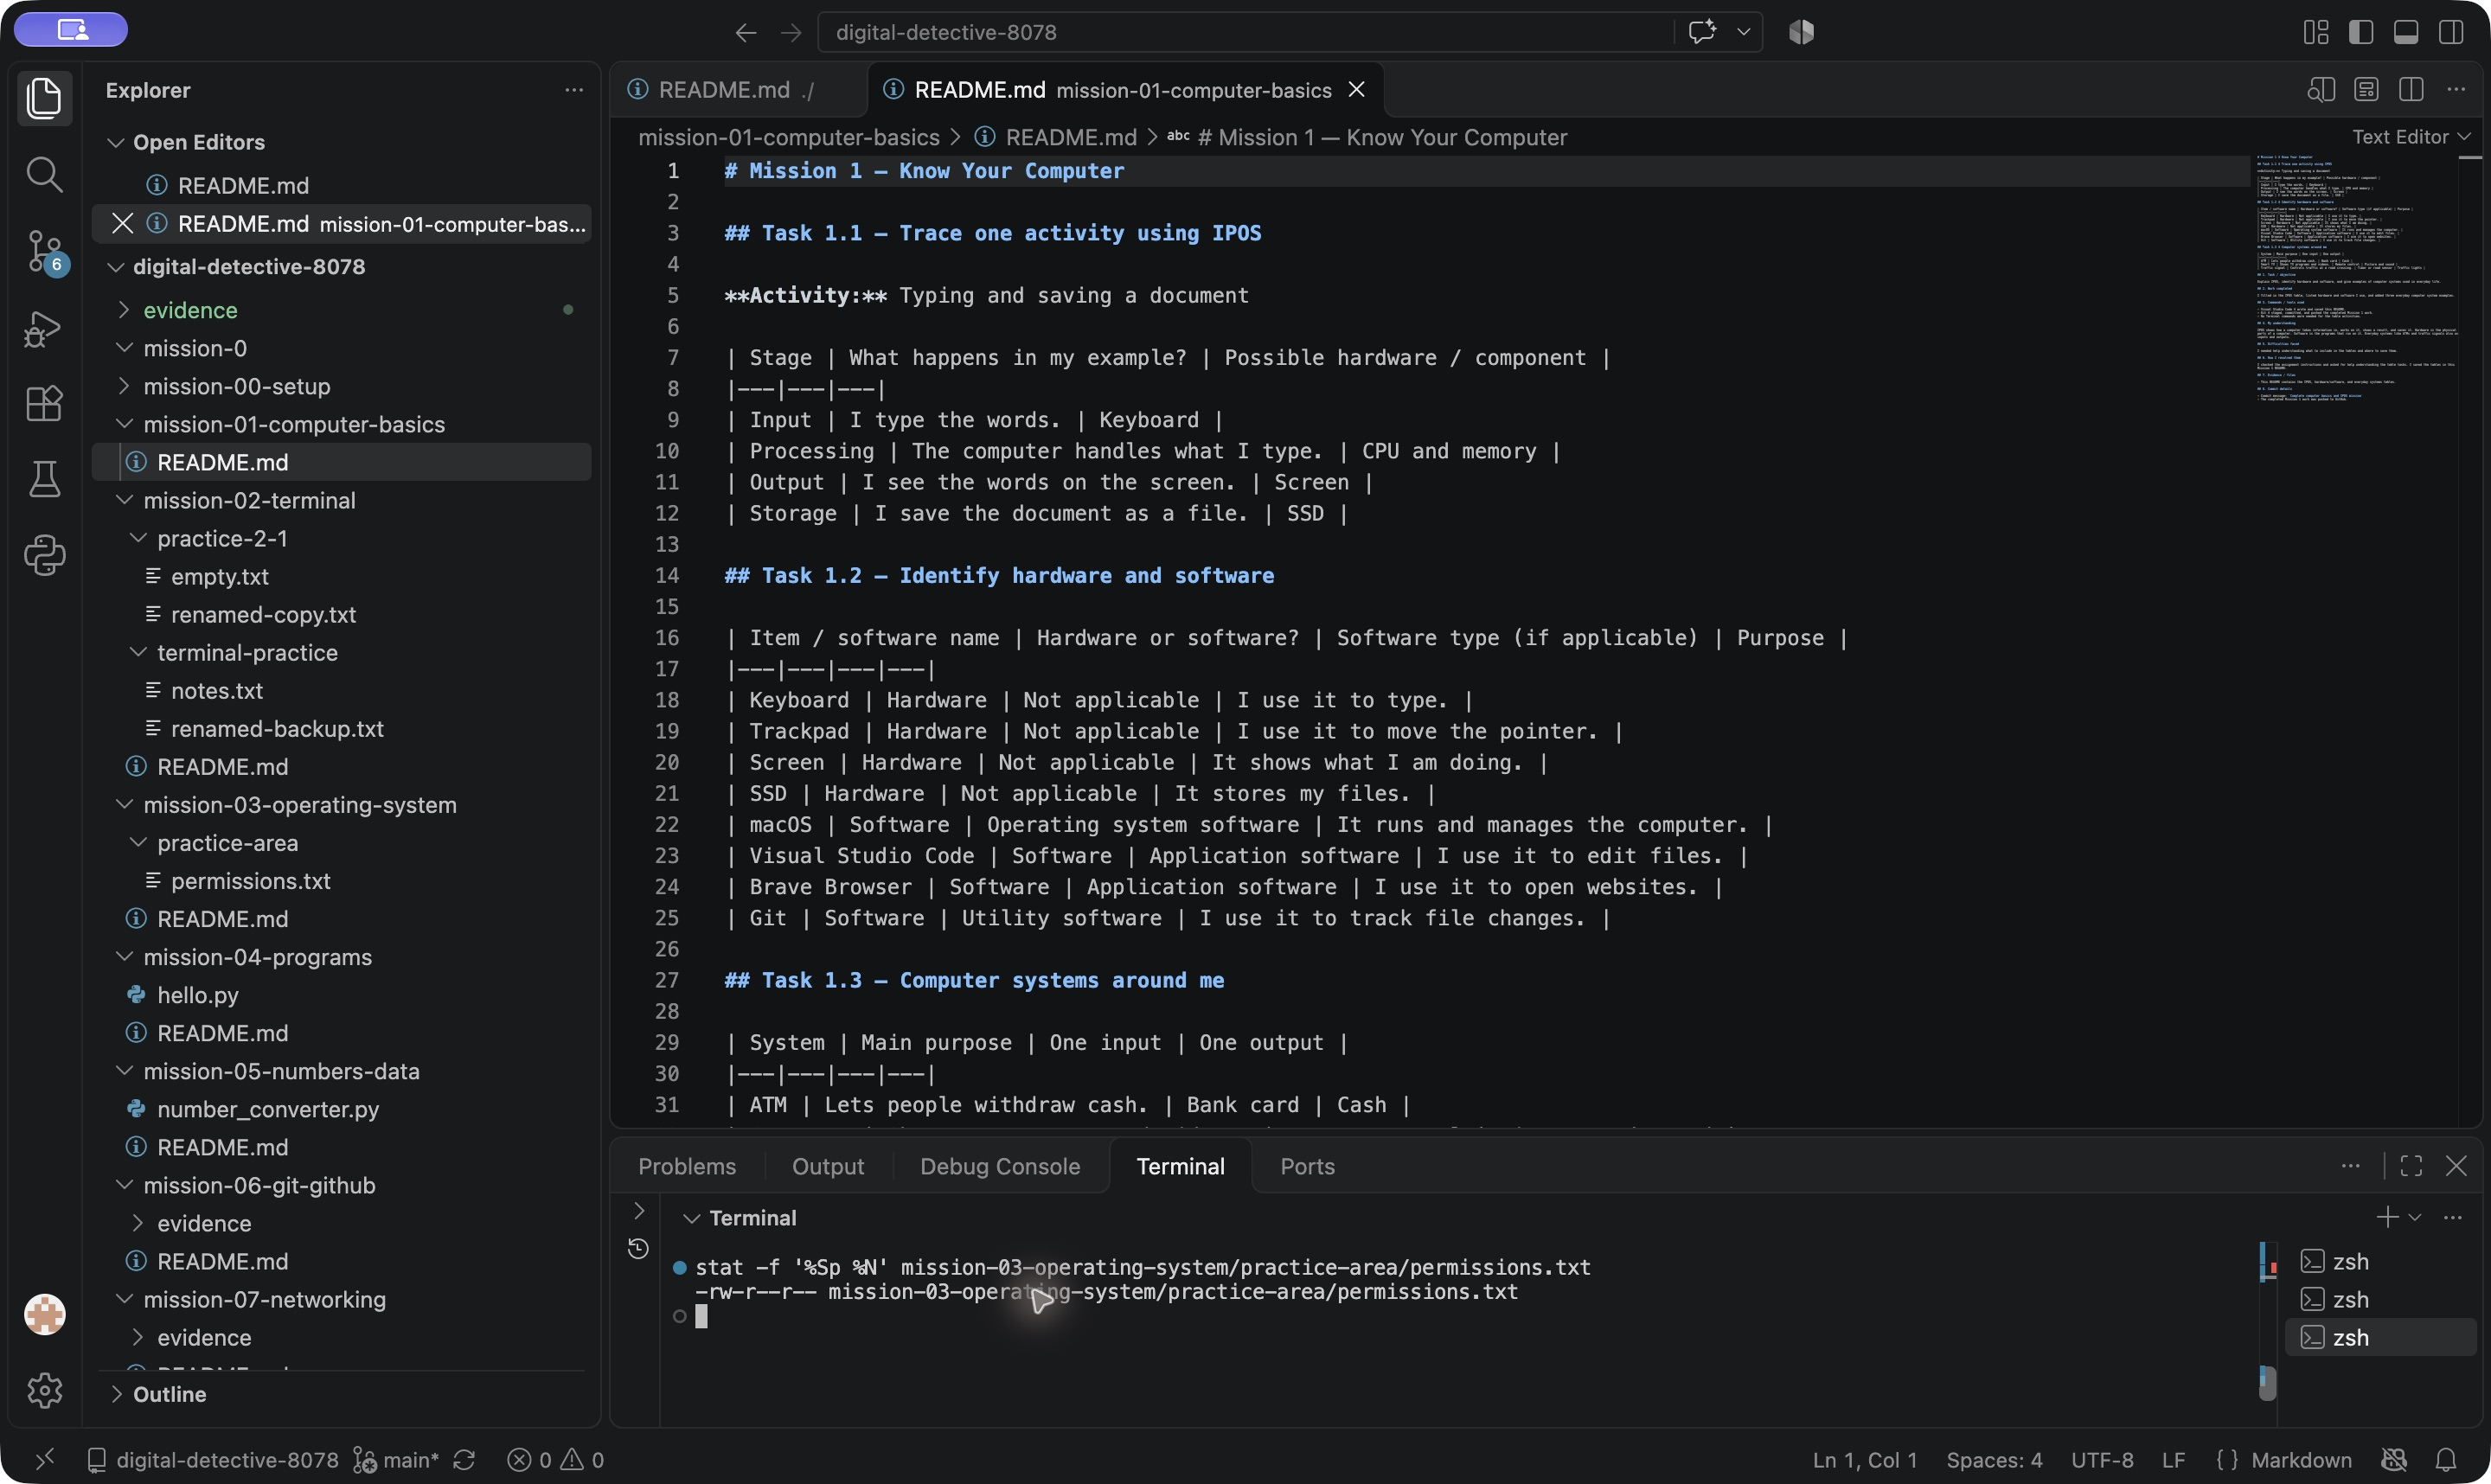 digital-detective-8078
Explorer
Open Editors
README.md
README.md mission-01-computer-bas...
digital-detective-8078
evidence
mission-0
mission-00-setup
mission-01-computer-basics
README.md
mission-02-terminal
practice-2-1
empty.txt
renamed-copy.txt
terminal-practice
notes.txt
renamed-backup.txt
README.md
mission-03-operating-system
practice-area
permissions.txt
README.md
mission-04-programs
hello.py
README.md
mission-05-numbers-data
number_converter.py
README.md
mission-06-git-github
evidence
README.md
mission-07-networking
evidence
Outline
6
README.md ./
README.md mission-01-computer-basics
mission-01-computer-basics > README.md > abc # Mission 1 — Know Your Computer
Text Editor
1 # Mission 1 — Know Your Computer
2
3 ## Task 1.1 — Trace one activity using IPOS
4
5 **Activity:** Typing and saving a document
6
7 | Stage | What happens in my example? | Possible hardware / component |
8 |---|---|---|
9 | Input | I type the words. | Keyboard |
10 | Processing | The computer handles what I type. | CPU and memory |
11 | Output | I see the words on the screen. | Screen |
12 | Storage | I save the document as a file. | SSD |
13
14 ## Task 1.2 — Identify hardware and software
15
16 | Item / software name | Hardware or software? | Software type (if applicable) | Purpose |
17 |---|---|---|---|
18 | Keyboard | Hardware | Not applicable | I use it to type. |
19 | Trackpad | Hardware | Not applicable | I use it to move the pointer. |
20 | Screen | Hardware | Not applicable | It shows what I am doing. |
21 | SSD | Hardware | Not applicable | It stores my files. |
22 | macOS | Software | Operating system software | It runs and manages the computer. |
23 | Visual Studio Code | Software | Application software | I use it to edit files. |
24 | Brave Browser | Software | Application software | I use it to open websites. |
25 | Git | Software | Utility software | I use it to track file changes. |
26
27 ## Task 1.3 — Computer systems around me
28
29 | System | Main purpose | One input | One output |
30 |---|---|---|---|
31 | ATM | Lets people withdraw cash. | Bank card | Cash |
Problems Output Debug Console Terminal Ports
Terminal
stat -f '%Sp %N' mission-03-operating-system/practice-area/permissions.txt
-rw-r--r-- mission-03-operating-system/practice-area/permissions.txt
zsh
zsh
zsh
digital-detective-8078 main* 0 0
Ln 1, Col 1 Spaces: 4 UTF-8 LF {} Markdown